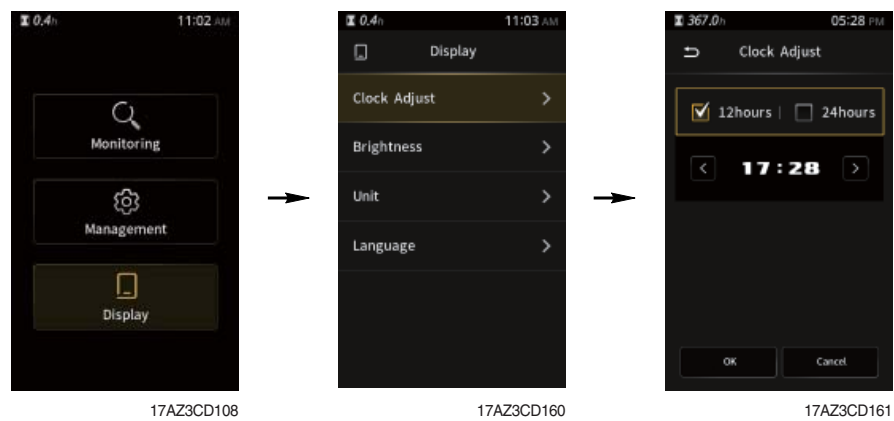 0.4h 11:02 AM
Monitoring
Management
Display
17AZ3CD108
0.4h 11:03 AM
Display
Clock Adjust
Brightness
Unit
Language
17AZ3CD160
367.0h 05:28 PM
Clock Adjust
12hours | 24hours
< 17:28 >
OK Cancel
17AZ3CD161